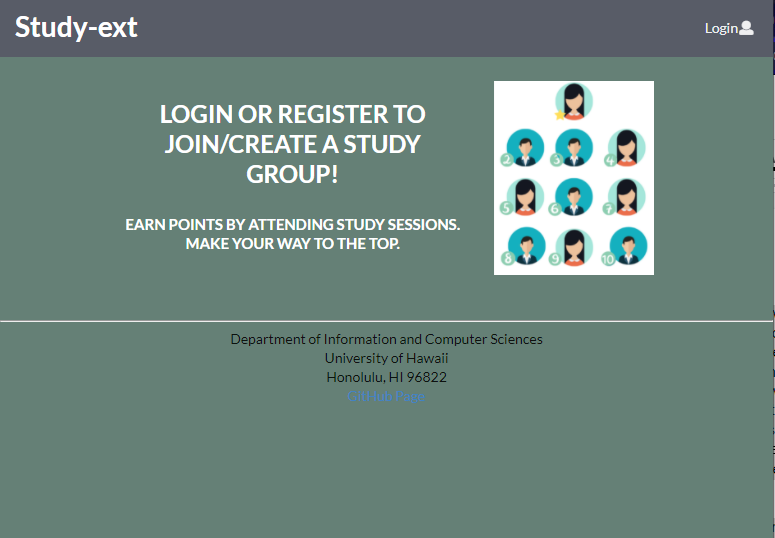 Study-ext
Login
LOGIN OR REGISTER TO
JOIN/CREATE A STUDY
GROUP!
EARN POINTS BY ATTENDING STUDY SESSIONS.
MAKE YOUR WAY TO THE TOP.
2 3 4
5 6 7
8 9 10
Department of Information and Computer Sciences
University of Hawaii
Honolulu, HI 96822
GitHub Page